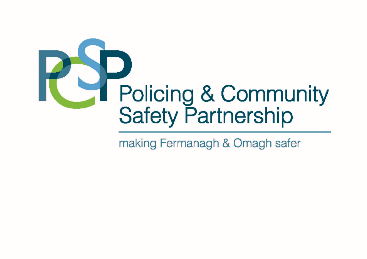 PCSP
Policing & Community
Safety Partnership
making Fermanagh & Omagh safer